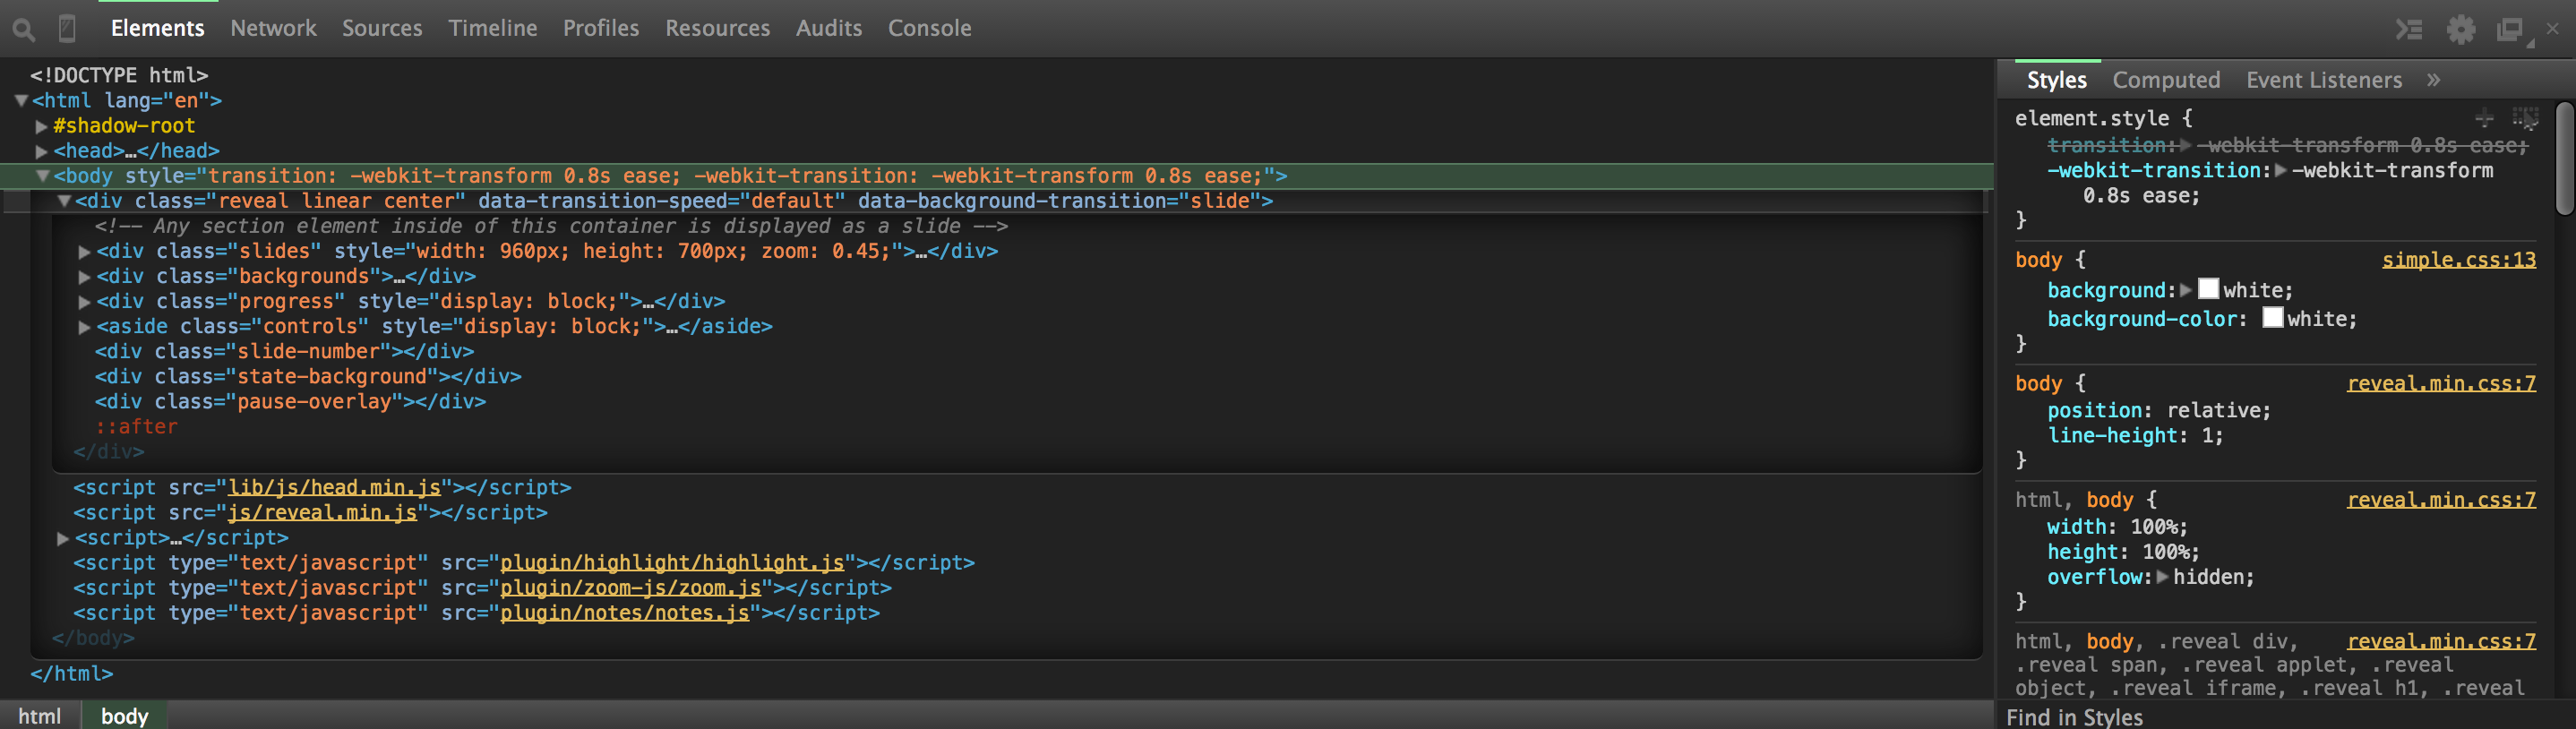 Elements Network Sources Timeline Profiles Resources Audits Console
<!DOCTYPE html>
<html lang="en">
#shadow-root
<head>…</head>
<body style="transition: -webkit-transform 0.8s ease; -webkit-transition: -webkit-transform 0.8s ease;">
<div class="reveal linear center" data-transition-speed="default" data-background-transition="slide">
<!-- Any section element inside of this container is displayed as a slide -->
<div class="slides" style="width: 960px; height: 700px; zoom: 0.45;">…</div>
<div class="backgrounds">…</div>
<div class="progress" style="display: block;">…</div>
<aside class="controls" style="display: block;">…</aside>
<div class="slide-number"></div>
<div class="state-background"></div>
<div class="pause-overlay"></div>
::after
</div>
<script src="lib/js/head.min.js"></script>
<script src="js/reveal.min.js"></script>
<script>…</script>
<script type="text/javascript" src="plugin/highlight/highlight.js"></script>
<script type="text/javascript" src="plugin/zoom-js/zoom.js"></script>
<script type="text/javascript" src="plugin/notes/notes.js"></script>
</body>
</html>
html body
Styles Computed Event Listeners »
element.style {
transition: -webkit-transform 0.8s ease;
-webkit-transition: -webkit-transform
0.8s ease;
}
body { simple.css:13
background: white;
background-color: white;
}
body { reveal.min.css:7
position: relative;
line-height: 1;
}
html, body { reveal.min.css:7
width: 100%;
height: 100%;
overflow: hidden;
}
html, body, .reveal div, reveal.min.css:7
.reveal span, .reveal applet, .reveal
object, .reveal iframe, .reveal h1, .reveal
Find in Styles